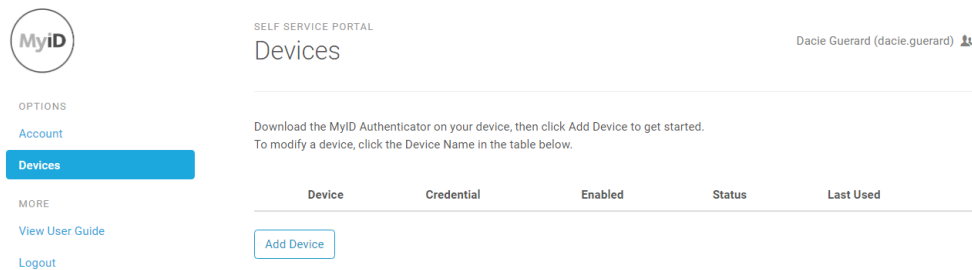 MyiD
SELF SERVICE PORTAL
Devices
Dacie Guerard (dacie.guerard)
OPTIONS
Account
Devices
MORE
View User Guide
Logout
Download the MyID Authenticator on your device, then click Add Device to get started.
To modify a device, click the Device Name in the table below.
Device Credential Enabled Status Last Used
Add Device